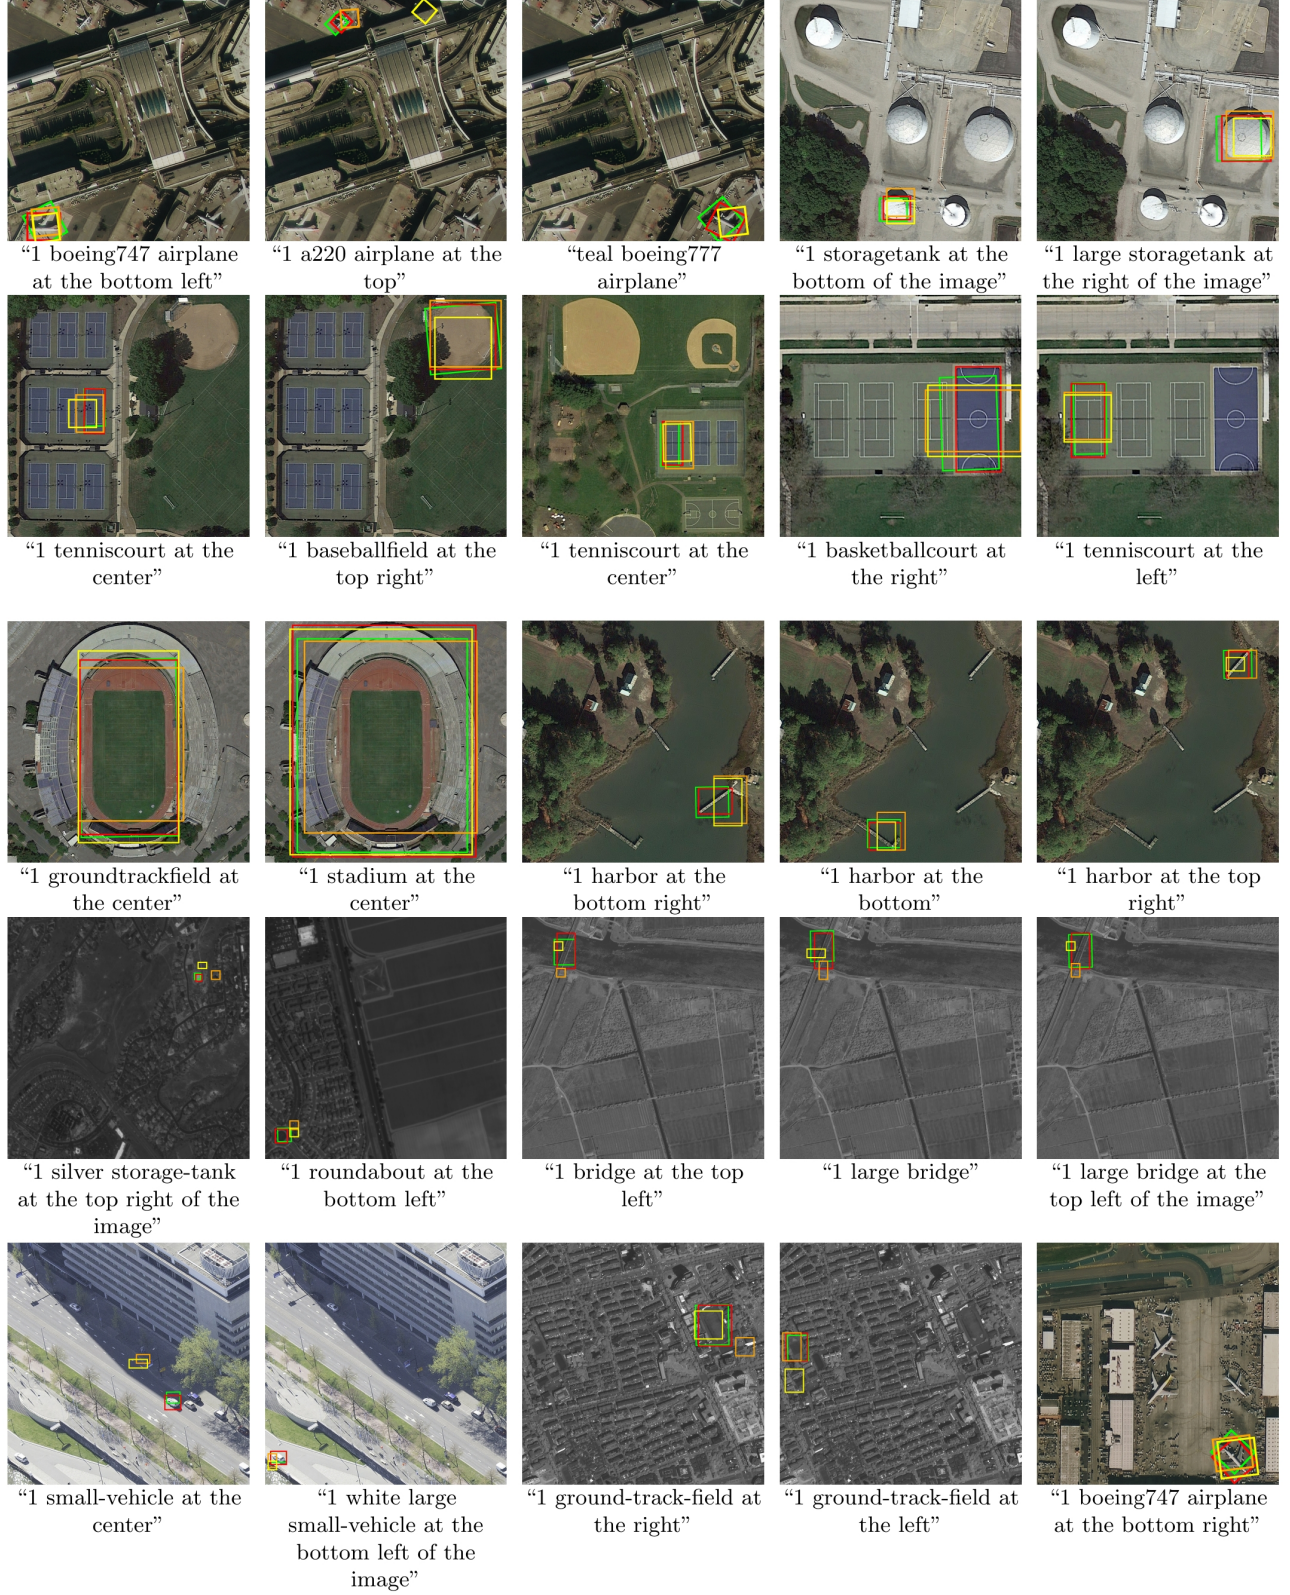 “1 boeing747 airplane
at the bottom left”
“1 a220 airplane at the
top”
“teal boeing777
airplane”
“1 storagetank at the
bottom of the image”
“1 large storagetank at
the right of the image”
“1 tenniscourt at the
center”
“1 baseballfield at the
top right”
“1 tenniscourt at the
center”
“1 basketballcourt at
the right”
“1 tenniscourt at the
left”
“1 groundtrackfield at
the center”
“1 stadium at the
center”
“1 harbor at the
bottom right”
“1 harbor at the
bottom”
“1 harbor at the top
right”
“1 silver storage-tank
at the top right of the
image”
“1 roundabout at the
bottom left”
“1 bridge at the top
left”
“1 large bridge”
“1 large bridge at the
top left of the image”
“1 small-vehicle at the
center”
“1 white large
small-vehicle at the
bottom left of the
image”
“1 ground-track-field at
the right”
“1 ground-track-field at
the left”
“1 boeing747 airplane
at the bottom right”